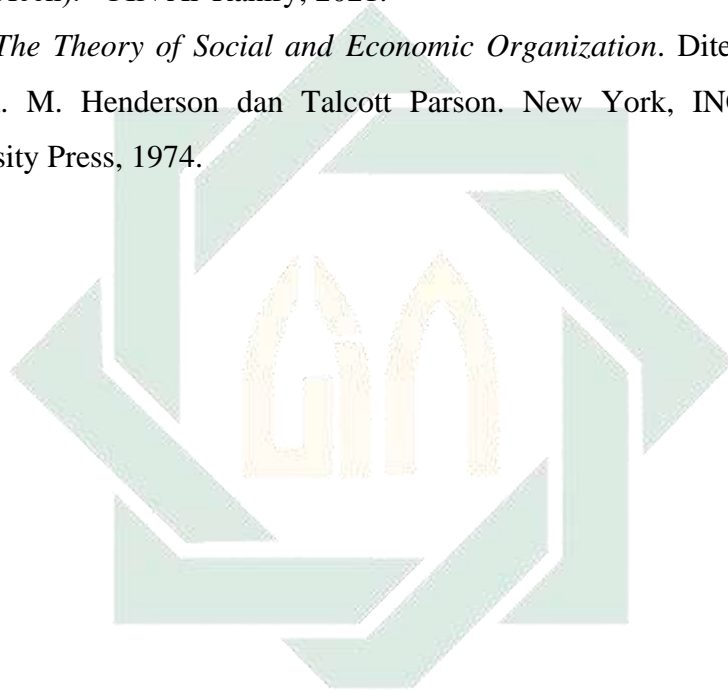 The Theory of Social and Economic Organization. Dite
. M. Henderson dan Talcott Parson. New York, IN
sity Press, 1974.